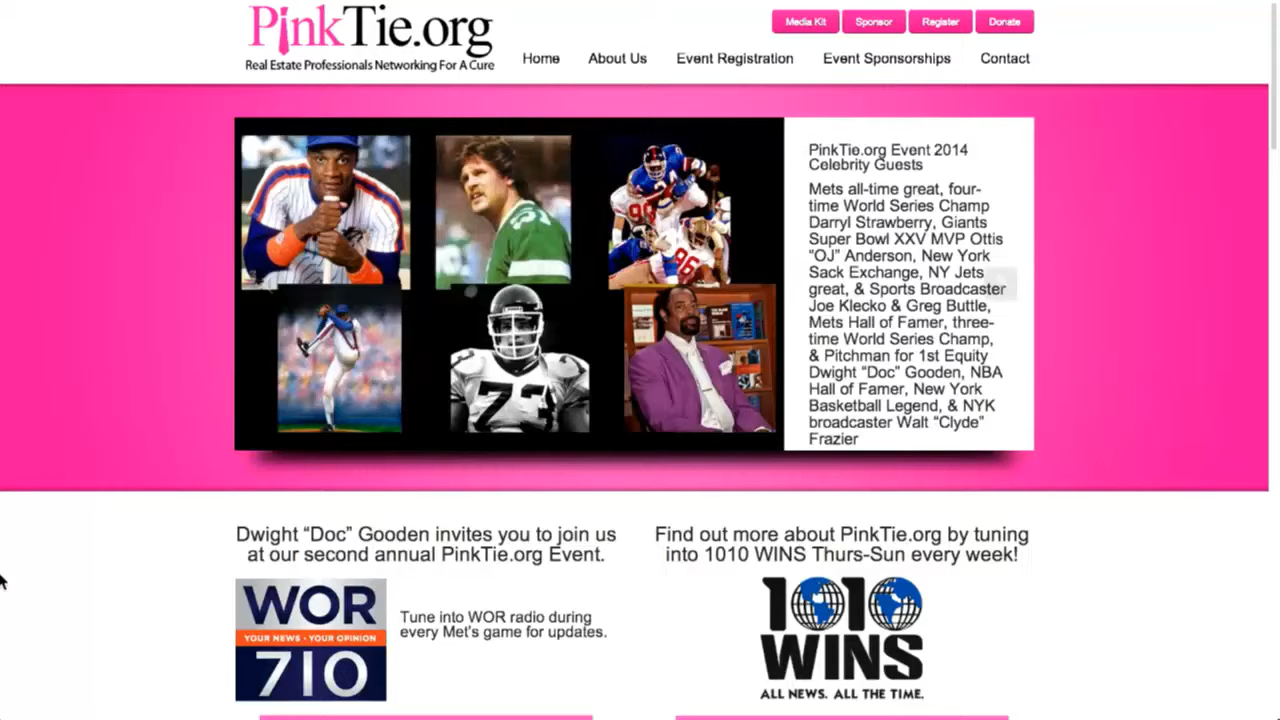 PinkTie.org
Real Estate Professionals Networking For A Cure
Media Kit
Sponsor
Register
Donate
Home
About Us
Event Registration
Event Sponsorships
Contact
PinkTie.org Event 2014
Celebrity Guests
Mets all-time great, four-
time World Series Champ
Darryl Strawberry, Giants
Super Bowl XXV MVP Ottis
"OJ" Anderson, New York
Sack Exchange, NY Jets
great, & Sports Broadcaster
Joe Klecko & Greg Buttle,
Mets Hall of Famer, three-
time World Series Champ,
& Pitchman for 1st Equity
Dwight "Doc" Gooden, NBA
Hall of Famer, New York
Basketball Legend, & NYK
broadcaster Walt "Clyde"
Frazier
73
Dwight "Doc" Gooden invites you to join us
at our second annual PinkTie.org Event.
WOR
YOUR NEWS · YOUR OPINION
710
Tune into WOR radio during
every Met's game for updates.
Find out more about PinkTie.org by tuning
into 1010 WINS Thurs-Sun every week!
1010
WINS
ALL NEWS. ALL THE TIME.